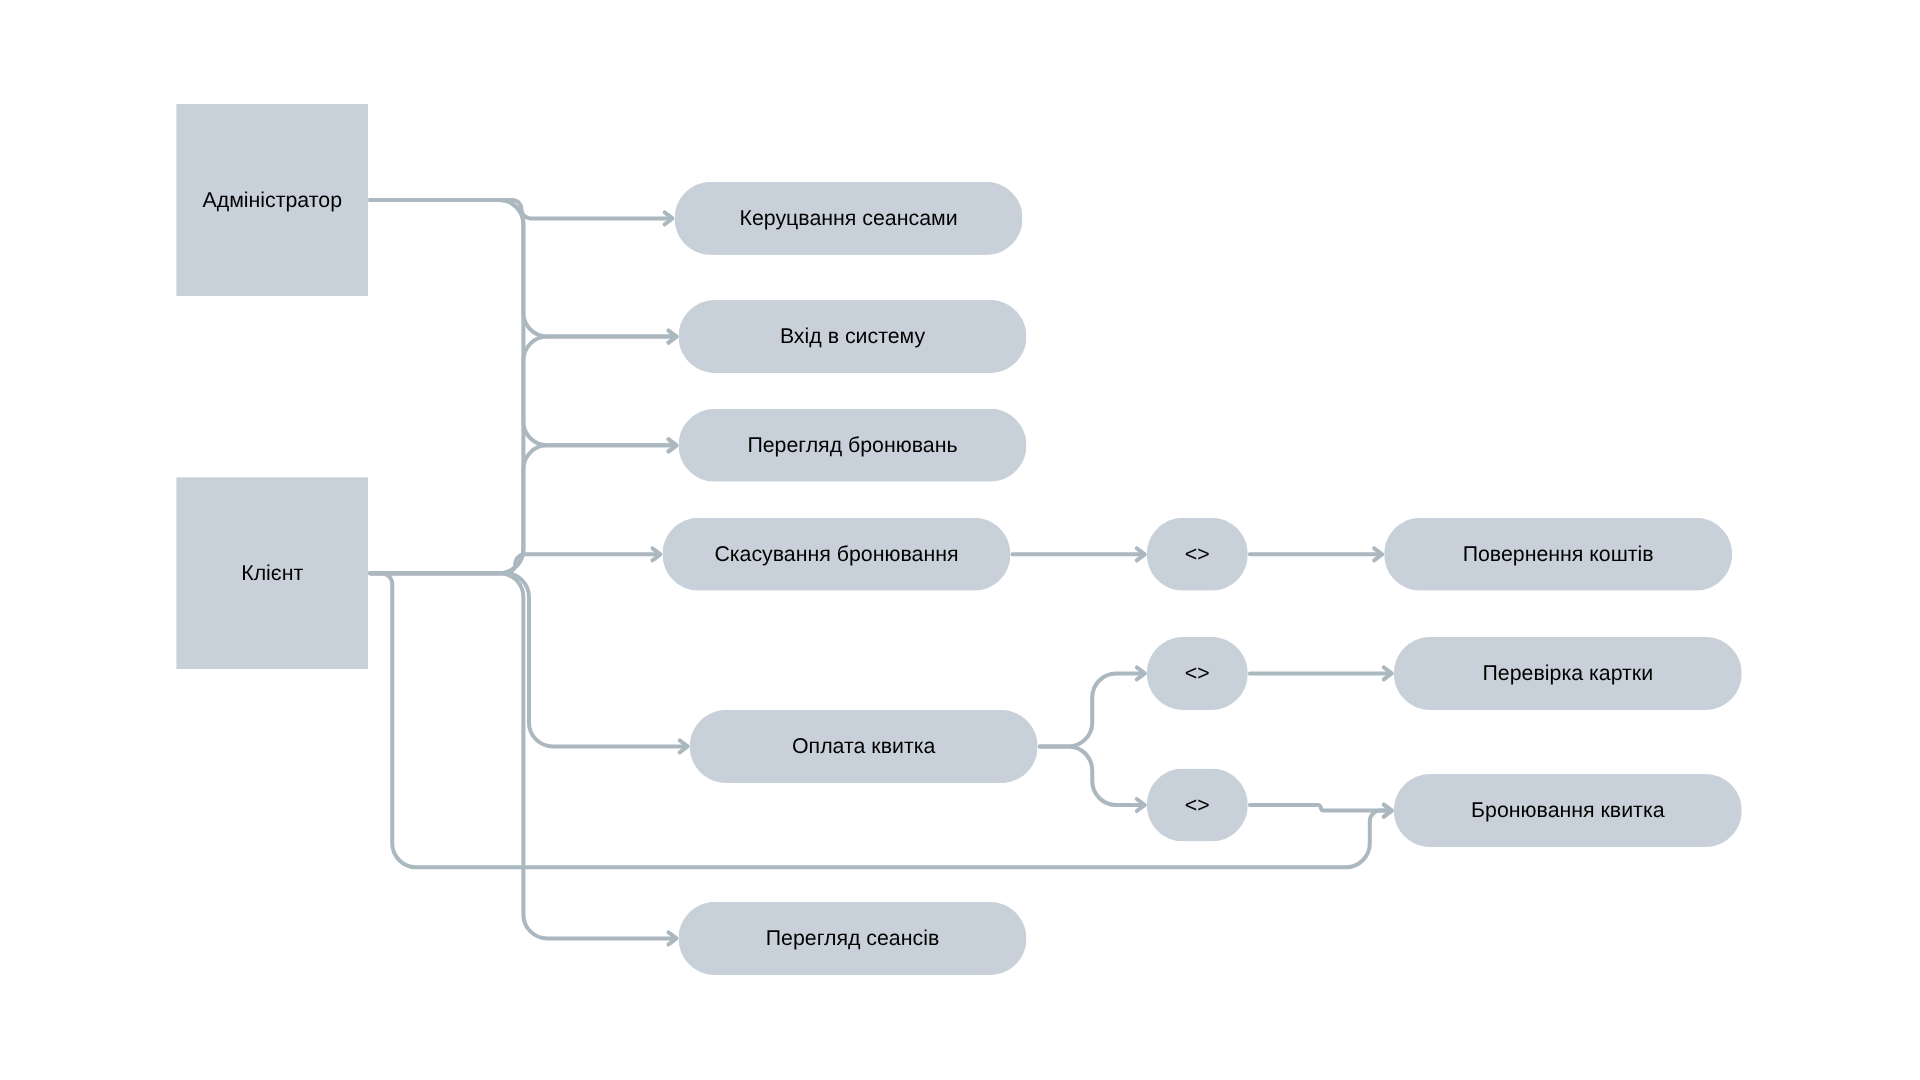 Адміністратор
Керуцвання сеансами
Вхід в систему
Перегляд бронювань
Клієнт
Скасування бронювання
<>
Повернення коштів
<>
Перевірка картки
Оплата квитка
<>
Бронювання квитка
Перегляд сеансів